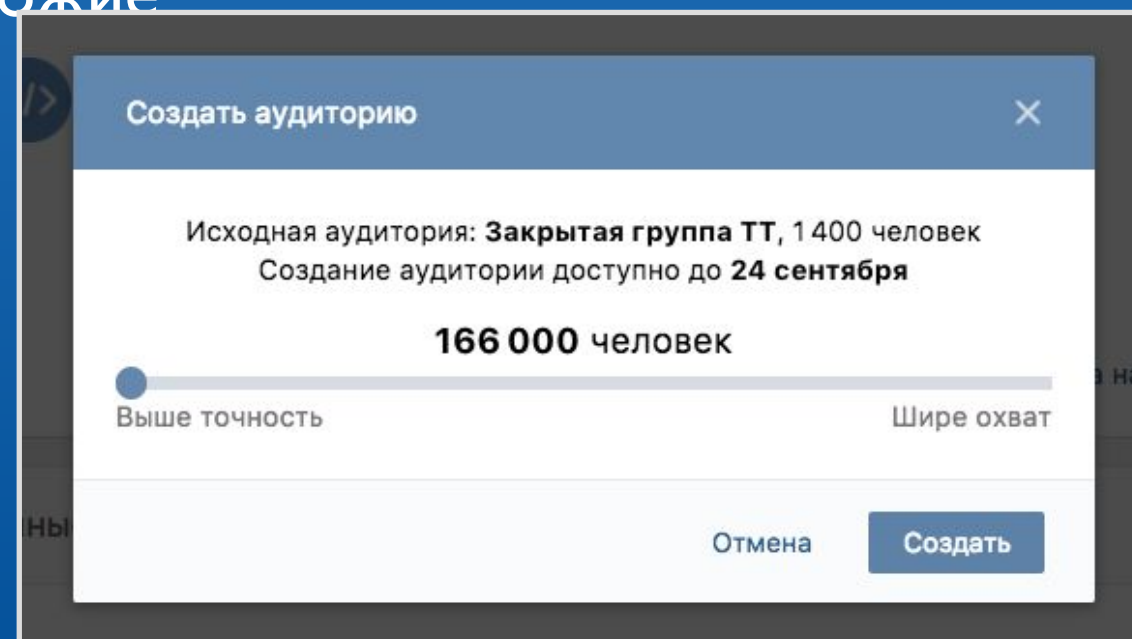 </>
Создать аудиторию
Исходная аудитория: Закрытая группа ТТ, 1 400 человек
Создание аудитории доступно до 24 сентября
166 000 человек
Выше точность
Шире охват
Отмена
Создать